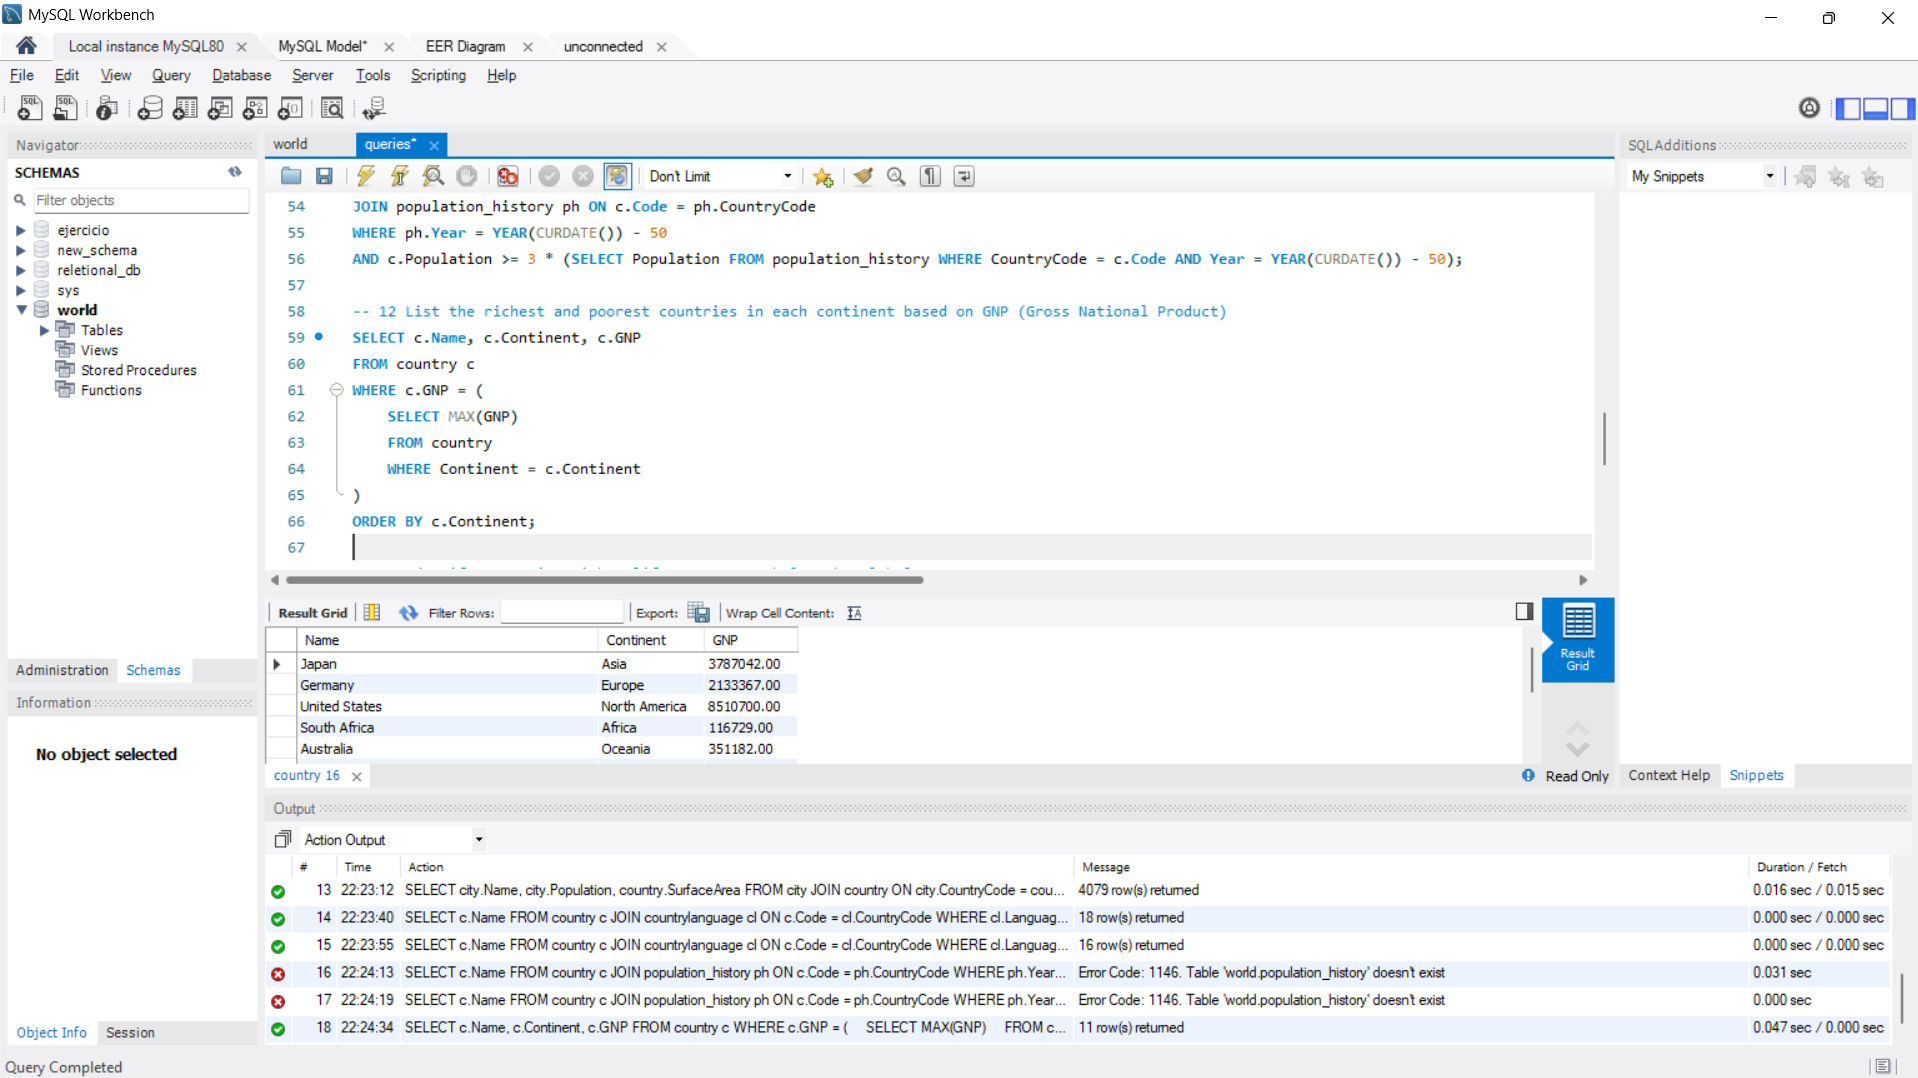 MySQL Workbench
Local instance MySQL80
MySQL Model*
EER Diagram
unconnected
File Edit View Query Database Server Tools Scripting Help
Navigator
SCHEMAS
Filter objects
ejercicio
new_schema
reletional_db
sys
world
Tables
Views
Stored Procedures
Functions
Administration Schemas
Information
No object selected
Object Info Session
world queries*
Don't Limit
54 JOIN population_history ph ON c.Code = ph.CountryCode
55 WHERE ph.Year = YEAR(CURDATE()) - 50
56 AND c.Population >= 3 * (SELECT Population FROM population_history WHERE CountryCode = c.Code AND Year = YEAR(CURDATE()) - 50);
57
58 -- 12 List the richest and poorest countries in each continent based on GNP (Gross National Product)
59 SELECT c.Name, c.Continent, c.GNP
60 FROM country c
61 WHERE c.GNP = (
62 SELECT MAX(GNP)
63 FROM country
64 WHERE Continent = c.Continent
65 )
66 ORDER BY c.Continent;
67
Result Grid Filter Rows: Export: Wrap Cell Content:
Name Continent GNP
Japan Asia 3787042.00
Germany Europe 2133367.00
United States North America 8510700.00
South Africa Africa 116729.00
Australia Oceania 351182.00
Result Grid
country 16
Read Only
SQLAdditions
My Snippets
Context Help Snippets
Output
Action Output
# Time Action Message Duration / Fetch
13 22:23:12 SELECT city.Name, city.Population, country.SurfaceArea FROM city JOIN country ON city.CountryCode = cou... 4079 row(s) returned 0.016 sec / 0.015 sec
14 22:23:40 SELECT c.Name FROM country c JOIN countrylanguage cl ON c.Code = cl.CountryCode WHERE cl.Languag... 18 row(s) returned 0.000 sec / 0.000 sec
15 22:23:55 SELECT c.Name FROM country c JOIN countrylanguage cl ON c.Code = cl.CountryCode WHERE cl.Languag... 16 row(s) returned 0.000 sec / 0.000 sec
16 22:24:13 SELECT c.Name FROM country c JOIN population_history ph ON c.Code = ph.CountryCode WHERE ph.Year... Error Code: 1146. Table 'world.population_history' doesn't exist 0.031 sec
17 22:24:19 SELECT c.Name FROM country c JOIN population_history ph ON c.Code = ph.CountryCode WHERE ph.Year... Error Code: 1146. Table 'world.population_history' doesn't exist 0.000 sec
18 22:24:34 SELECT c.Name, c.Continent, c.GNP FROM country c WHERE c.GNP = ( SELECT MAX(GNP) FROM c... 11 row(s) returned 0.047 sec / 0.000 sec
Query Completed